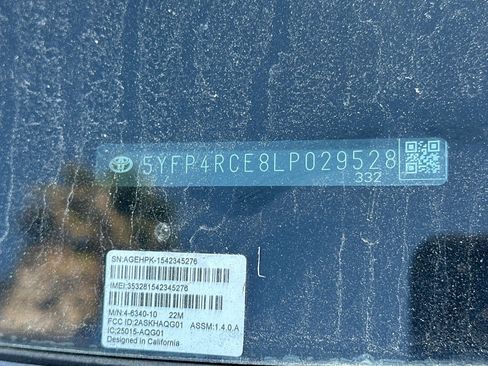 5YFP4RCE8LP029528
332
SN:AGEHPK-1542345276
IMEI:353281542345276
M/N:4-6340-10 22M
FCC ID:2ASKHAQG01 ASSM:1.4.0.A
IC:25015-AQG01
Designed in California